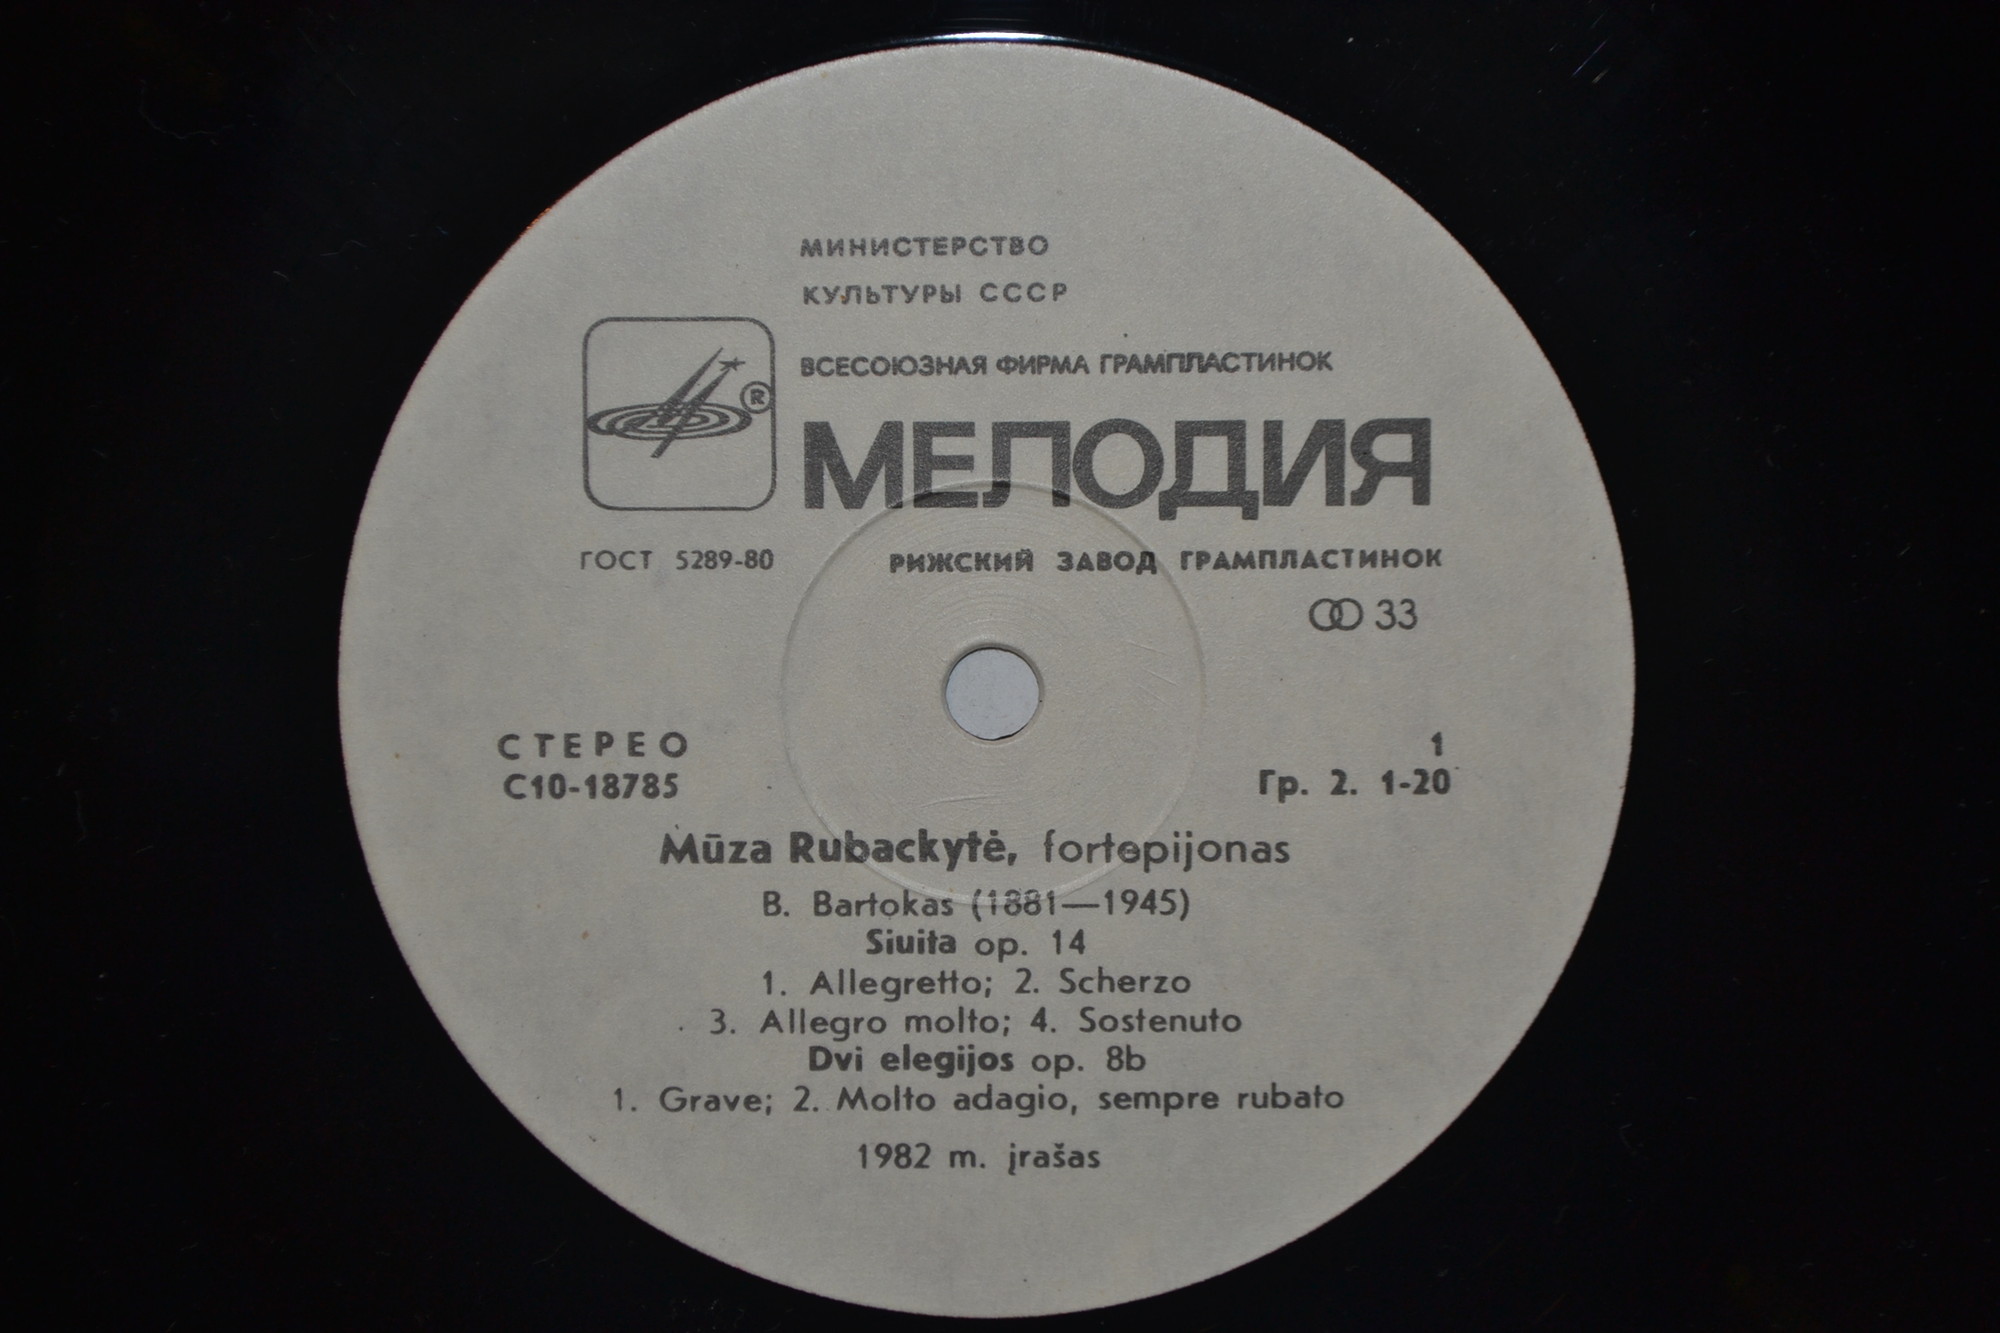 МИНИСТЕРСТВО
КУЛЬТУРЫ СССР
ВСЕСОЮЗНАЯ ФИРМА ГРАМПЛАСТИНОК
®
МЕЛОДИЯ
ГОСТ 5289-80
РИЖСКИЙ ЗАВОД ГРАМПЛАСТИНОК
33
СТЕРЕО
С10-18785
1
Гр. 2. 1-20
Mūza Rubackytė, fortepijonas
B. Bartokas (1881—1945)
Siuita op. 14
1. Allegretto; 2. Scherzo
3. Allegro molto; 4. Sostenuto
Dvi elegijos op. 8b
1. Grave; 2. Molto adagio, sempre rubato
1982 m. įrašas